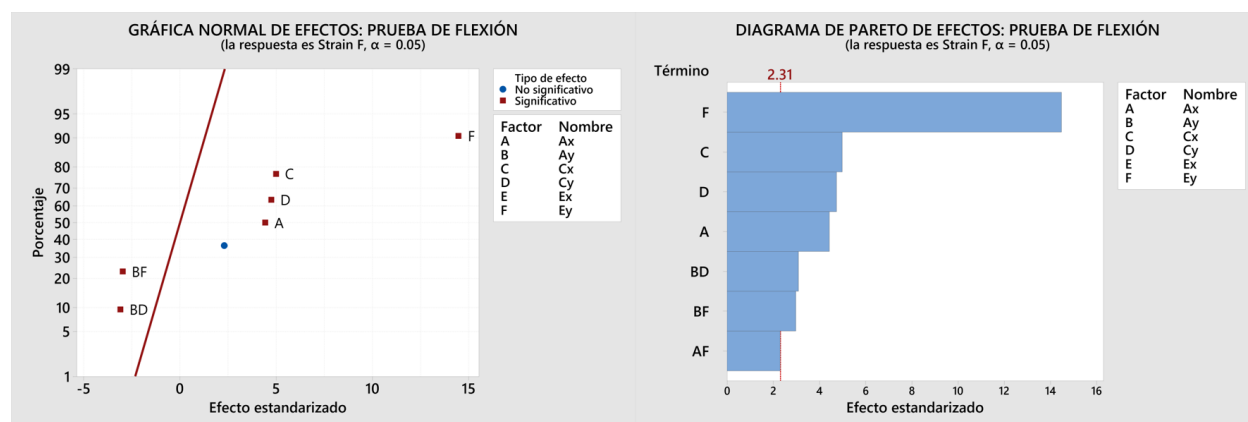 GRÁFICA NORMAL DE EFECTOS: PRUEBA DE FLEXIÓN
(la respuesta es Strain F, α = 0.05)
99
95
90
80
70
60
50
40
30
20
10
5
1
Porcentaje
F
C
D
A
BF
BD
-5 0 5 10 15
Efecto estandarizado
Tipo de efecto
No significativo
Significativo
Factor Nombre
A Ax
B Ay
C Cx
D Cy
E Ex
F Ey
DIAGRAMA DE PARETO DE EFECTOS: PRUEBA DE FLEXIÓN
(la respuesta es Strain F, α = 0.05)
Término
2.31
F
C
D
A
BD
BF
AF
0 2 4 6 8 10 12 14 16
Efecto estandarizado
Factor Nombre
A Ax
B Ay
C Cx
D Cy
E Ex
F Ey